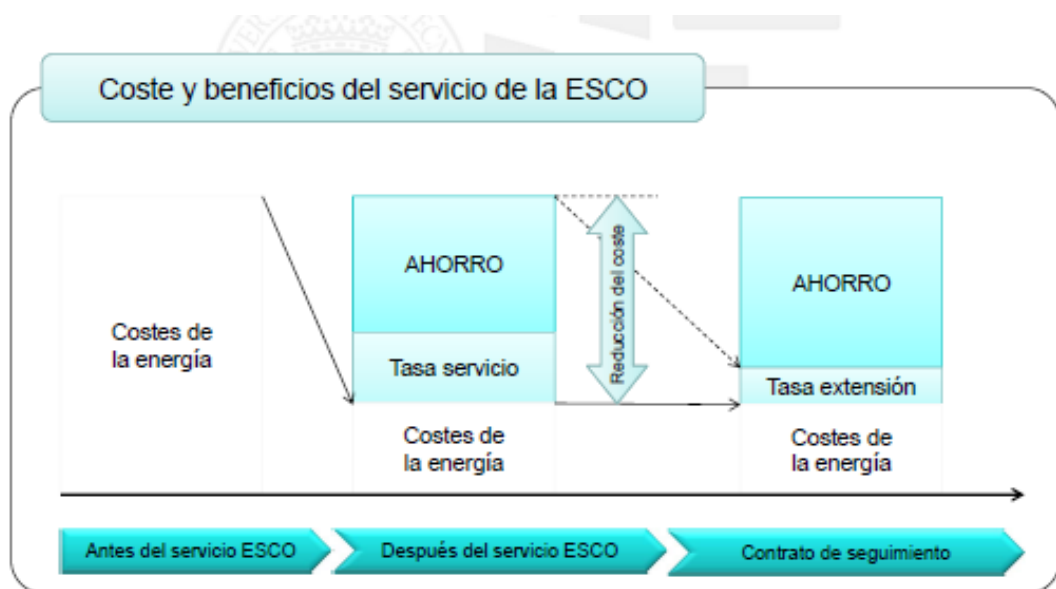 Coste y beneficios del servicio de la ESCO
Costes de
la energía
AHORRO
Tasa servicio
Costes de
la energía
Reducción del coste
AHORRO
Tasa extensión
Costes de
la energía
Antes del servicio ESCO
Después del servicio ESCO
Contrato de seguimiento